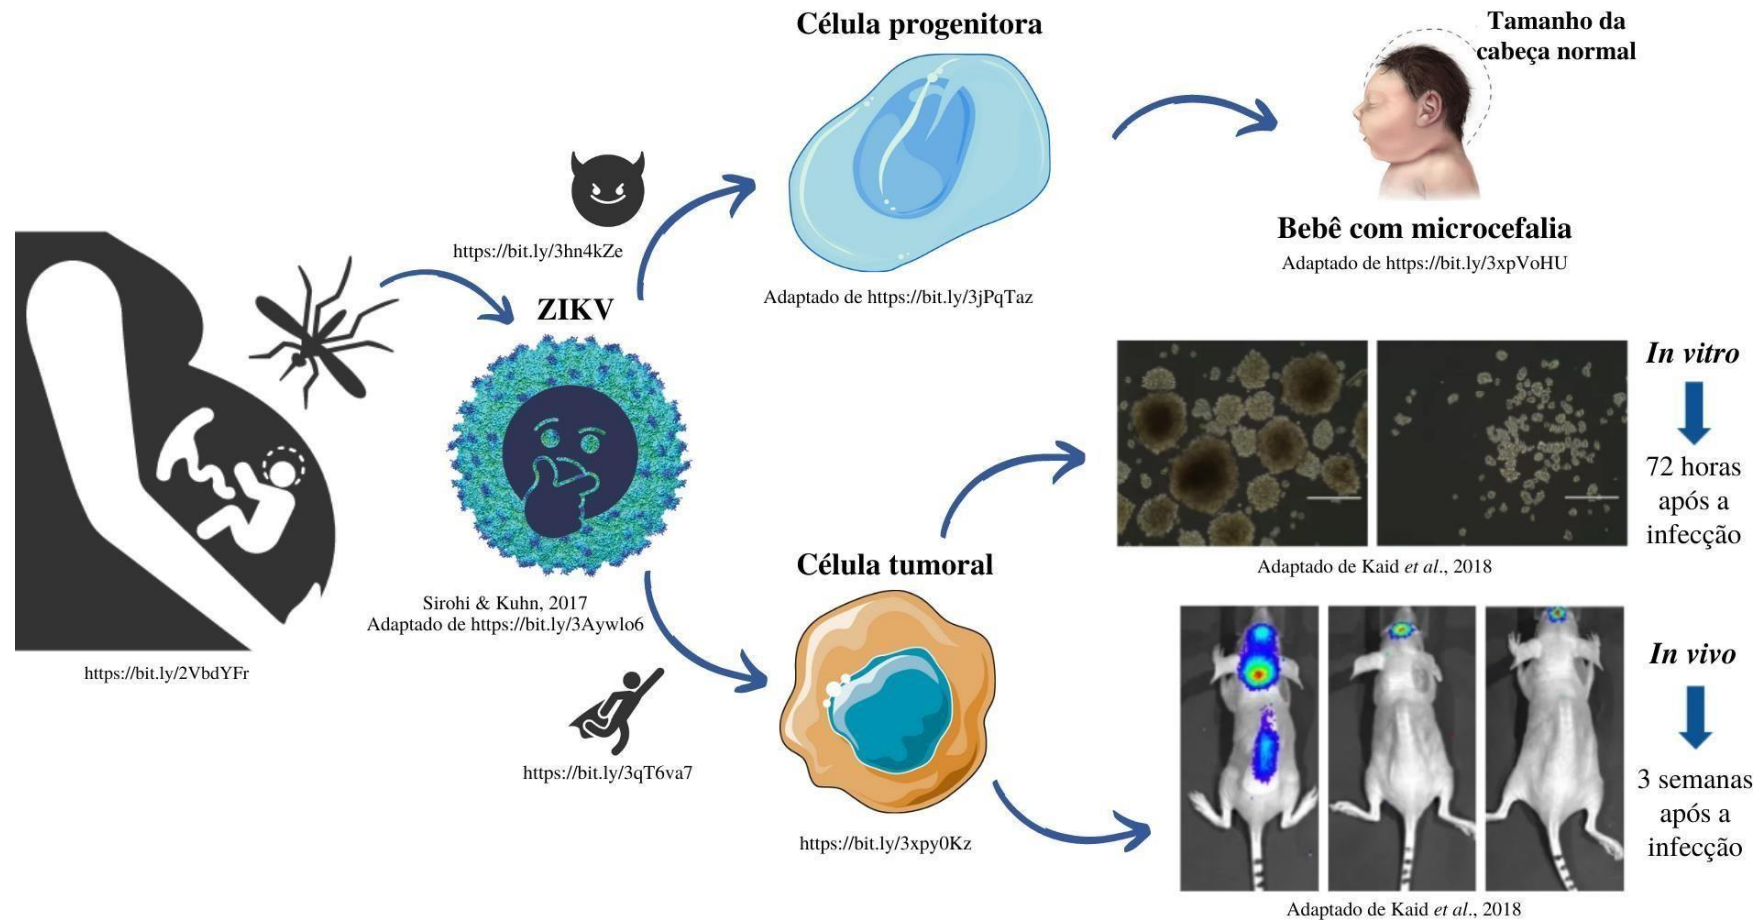 Célula progenitora
Tamanho da
cabeça normal
https://bit.ly/3hn4kZe
Bebê com microcefalia
Adaptado de https://bit.ly/3xpVoHU
Adaptado de https://bit.ly/3jPqTaz
ZIKV
In vitro
72 horas
após a
infecção
Adaptado de Kaid et al., 2018
Célula tumoral
Sirohi & Kuhn, 2017
Adaptado de https://bit.ly/3Aywlo6
https://bit.ly/2VbdYFr
In vivo
3 semanas
após a
infecção
https://bit.ly/3qT6va7
https://bit.ly/3xpy0Kz
Adaptado de Kaid et al., 2018